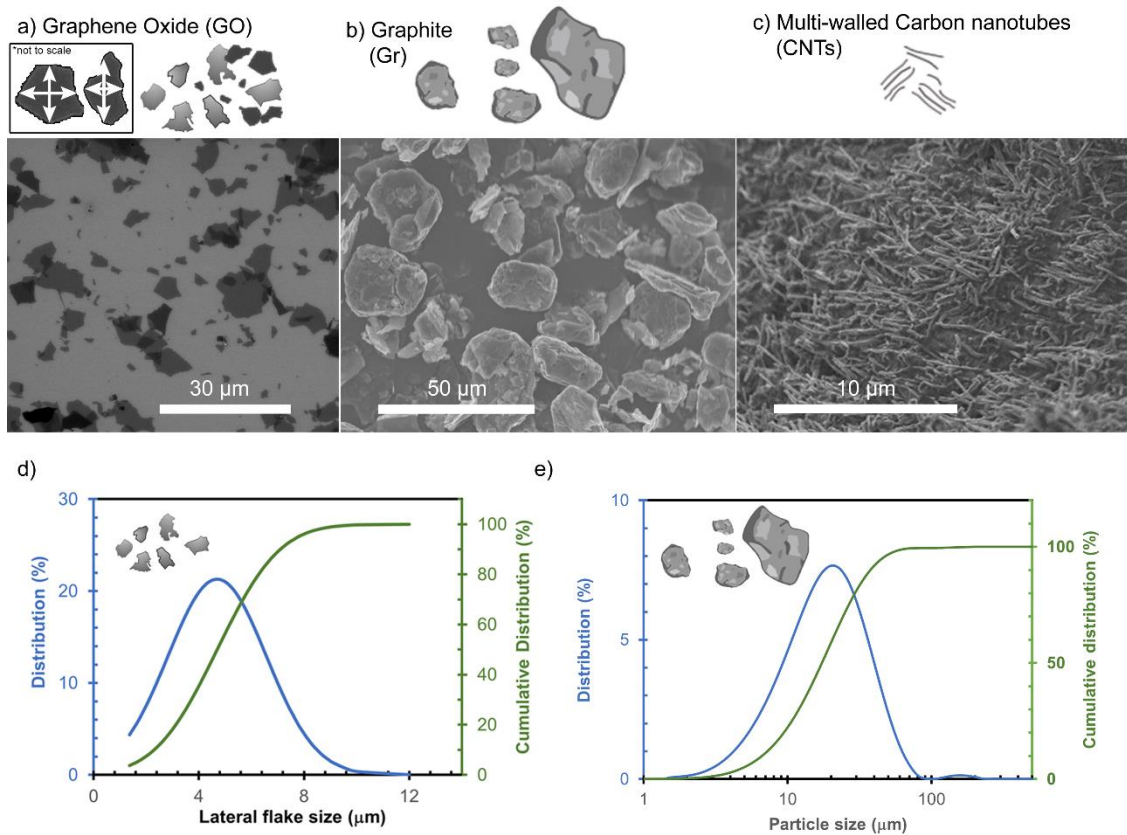 a) Graphene Oxide (GO)
*not to scale
b) Graphite
(Gr)
c) Multi-walled Carbon nanotubes
(CNTs)
30 μm
50 μm
10 μm
d)
30
20
10
0
Distribution (%)
100
80
60
40
20
0
Cumulative Distribution (%)
0
4
8
12
Lateral flake size (μm)
e)
10
5
0
Distribution (%)
100
50
0
Cumulative distribution (%)
1
10
100
Particle size (μm)